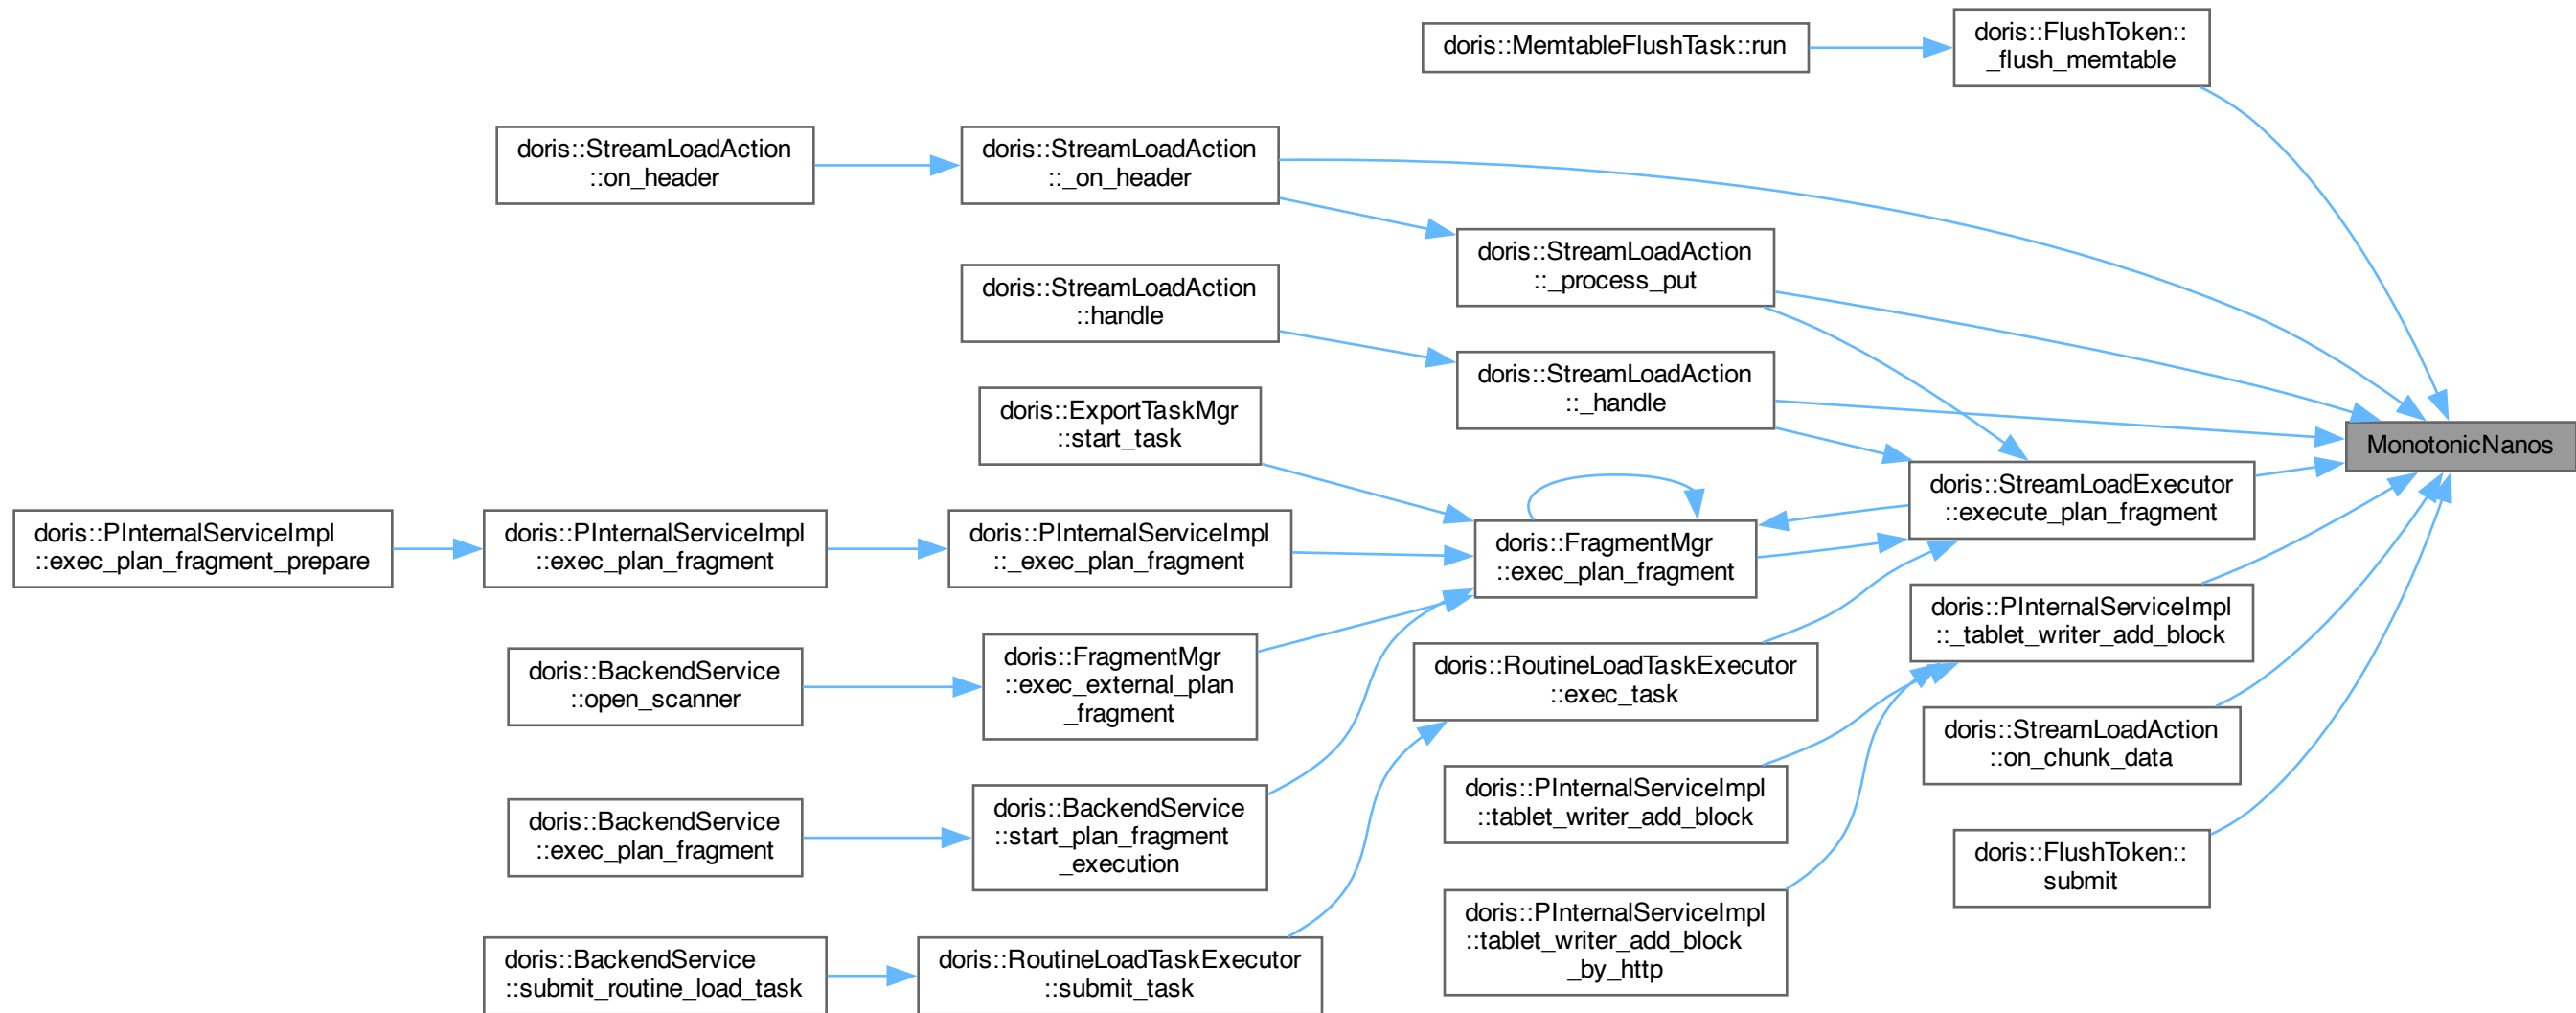 doris::MemtableFlushTask::run
doris::FlushToken::
_flush_memtable
doris::StreamLoadAction
::on_header
doris::StreamLoadAction
::_on_header
doris::StreamLoadAction
::_process_put
doris::StreamLoadAction
::handle
doris::StreamLoadAction
::_handle
doris::ExportTaskMgr
::start_task
MonotonicNanos
doris::StreamLoadExecutor
::execute_plan_fragment
doris::PInternalServiceImpl
::exec_plan_fragment_prepare
doris::PInternalServiceImpl
::exec_plan_fragment
doris::PInternalServiceImpl
::_exec_plan_fragment
doris::FragmentMgr
::exec_plan_fragment
doris::PInternalServiceImpl
::_tablet_writer_add_block
doris::BackendService
::open_scanner
doris::FragmentMgr
::exec_external_plan
_fragment
doris::RoutineLoadTaskExecutor
::exec_task
doris::StreamLoadAction
::on_chunk_data
doris::PInternalServiceImpl
::tablet_writer_add_block
doris::BackendService
::exec_plan_fragment
doris::BackendService
::start_plan_fragment
_execution
doris::FlushToken::
submit
doris::PInternalServiceImpl
::tablet_writer_add_block
_by_http
doris::BackendService
::submit_routine_load_task
doris::RoutineLoadTaskExecutor
::submit_task